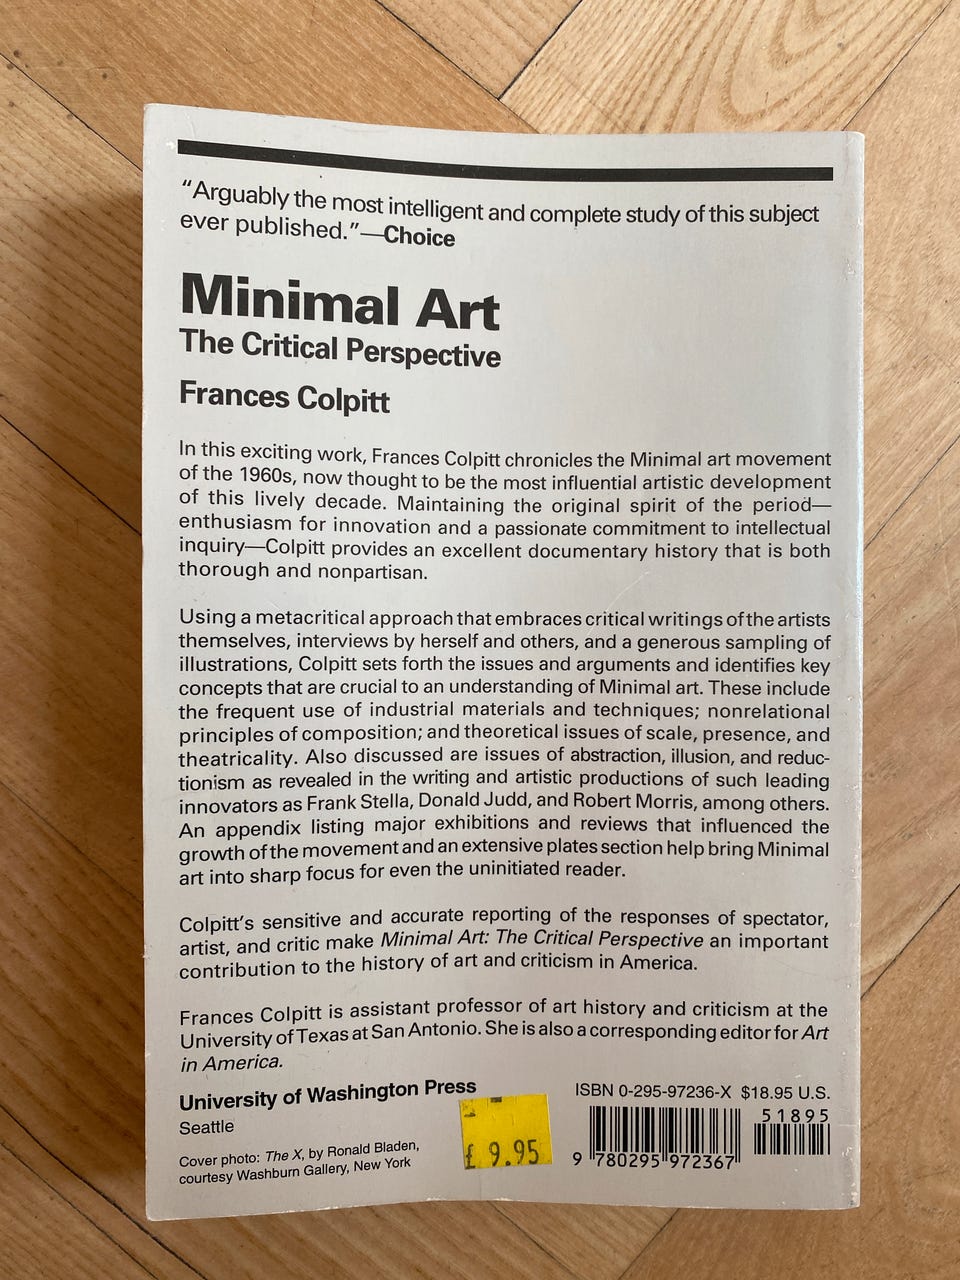 “Arguably the most intelligent and complete study of this subject
ever published.”—Choice
Minimal Art
The Critical Perspective
Frances Colpitt
In this exciting work, Frances Colpitt chronicles the Minimal art movement
of the 1960s, now thought to be the most influential artistic development
of this lively decade. Maintaining the original spirit of the period—
enthusiasm for innovation and a passionate commitment to intellectual
inquiry—Colpitt provides an excellent documentary history that is both
thorough and nonpartisan.
Using a metacritical approach that embraces critical writings of the artists
themselves, interviews by herself and others, and a generous sampling of
illustrations, Colpitt sets forth the issues and arguments and identifies key
concepts that are crucial to an understanding of Minimal art. These include
the frequent use of industrial materials and techniques; nonrelational
principles of composition; and theoretical issues of scale, presence, and
theatricality. Also discussed are issues of abstraction, illusion, and reduc-
tionism as revealed in the writing and artistic productions of such leading
innovators as Frank Stella, Donald Judd, and Robert Morris, among others.
An appendix listing major exhibitions and reviews that influenced the
growth of the movement and an extensive plates section help bring Minimal
art into sharp focus for even the uninitiated reader.
Colpitt’s sensitive and accurate reporting of the responses of spectator,
artist, and critic make Minimal Art: The Critical Perspective an important
contribution to the history of art and criticism in America.
Frances Colpitt is assistant professor of art history and criticism at the
University of Texas at San Antonio. She is also a corresponding editor for Art
in America.
University of Washington Press
Seattle
Cover photo: The X, by Ronald Bladen,
courtesy Washburn Gallery, New York
£ 9.95
ISBN 0-295-97236-X $18.95 U.S.
51895
9 780295 972367